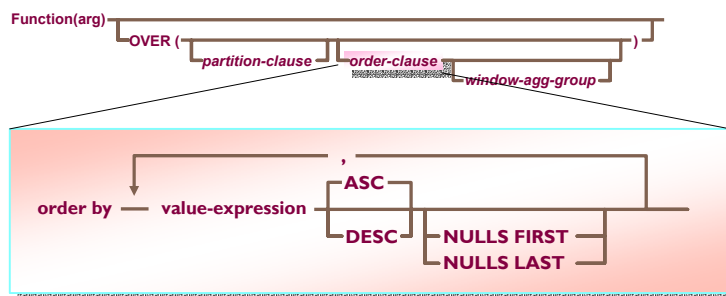 Function(arg)
OVER ( )
partition-clause order-clause
window-agg-group
,
ASC
order by value-expression
DESC NULLS FIRST
NULLS LAST